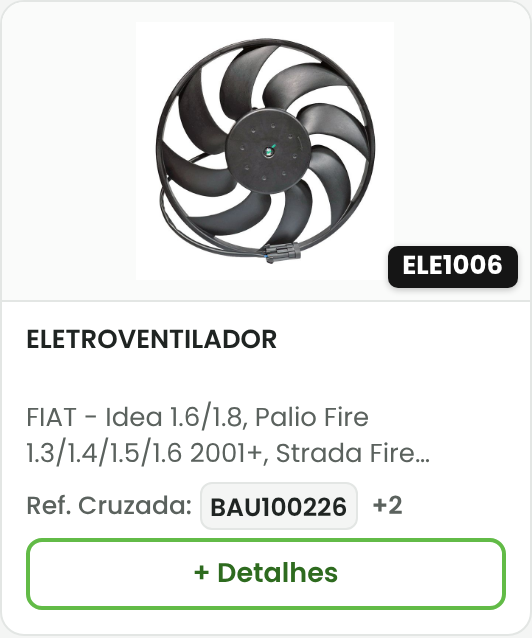 ELE1006
ELETROVENTILADOR
FIAT - Idea 1.6/1.8, Palio Fire
1.3/1.4/1.5/1.6 2001+, Strada Fire...
Ref. Cruzada: BAU100226 +2
+ Detalhes